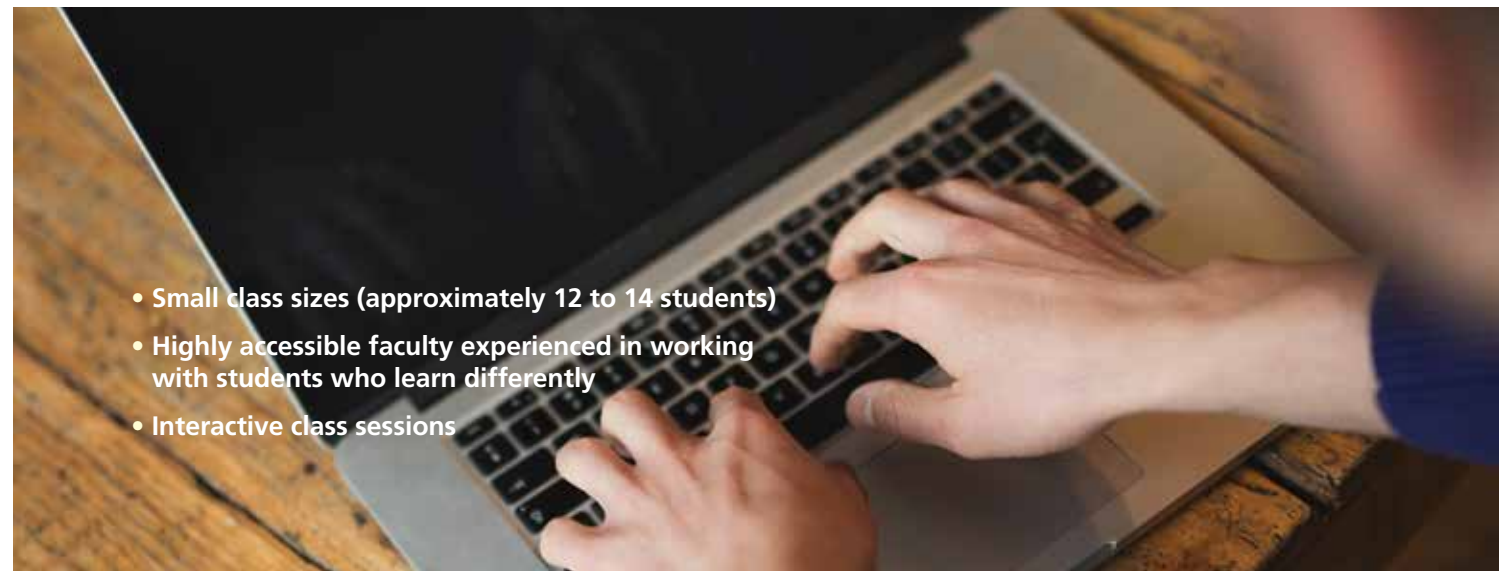 • Small class sizes (approximately 12 to 14 students)
• Highly accessible faculty experienced in working
with students who learn differently
• Interactive class sessions